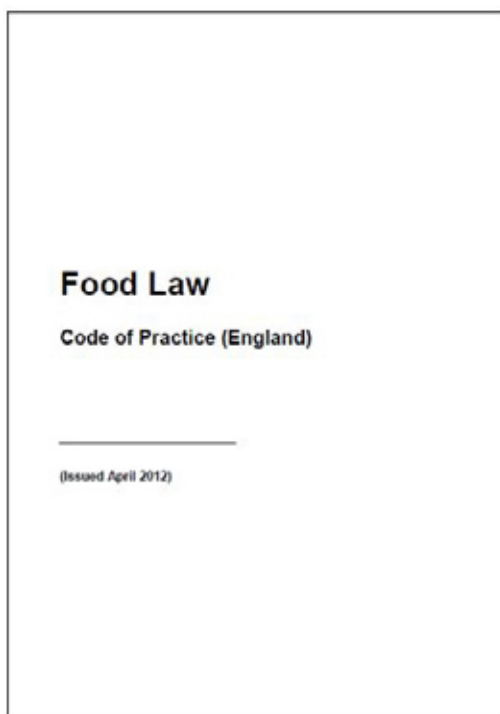 Food Law
Code of Practice (England)
(Issued April 2012)